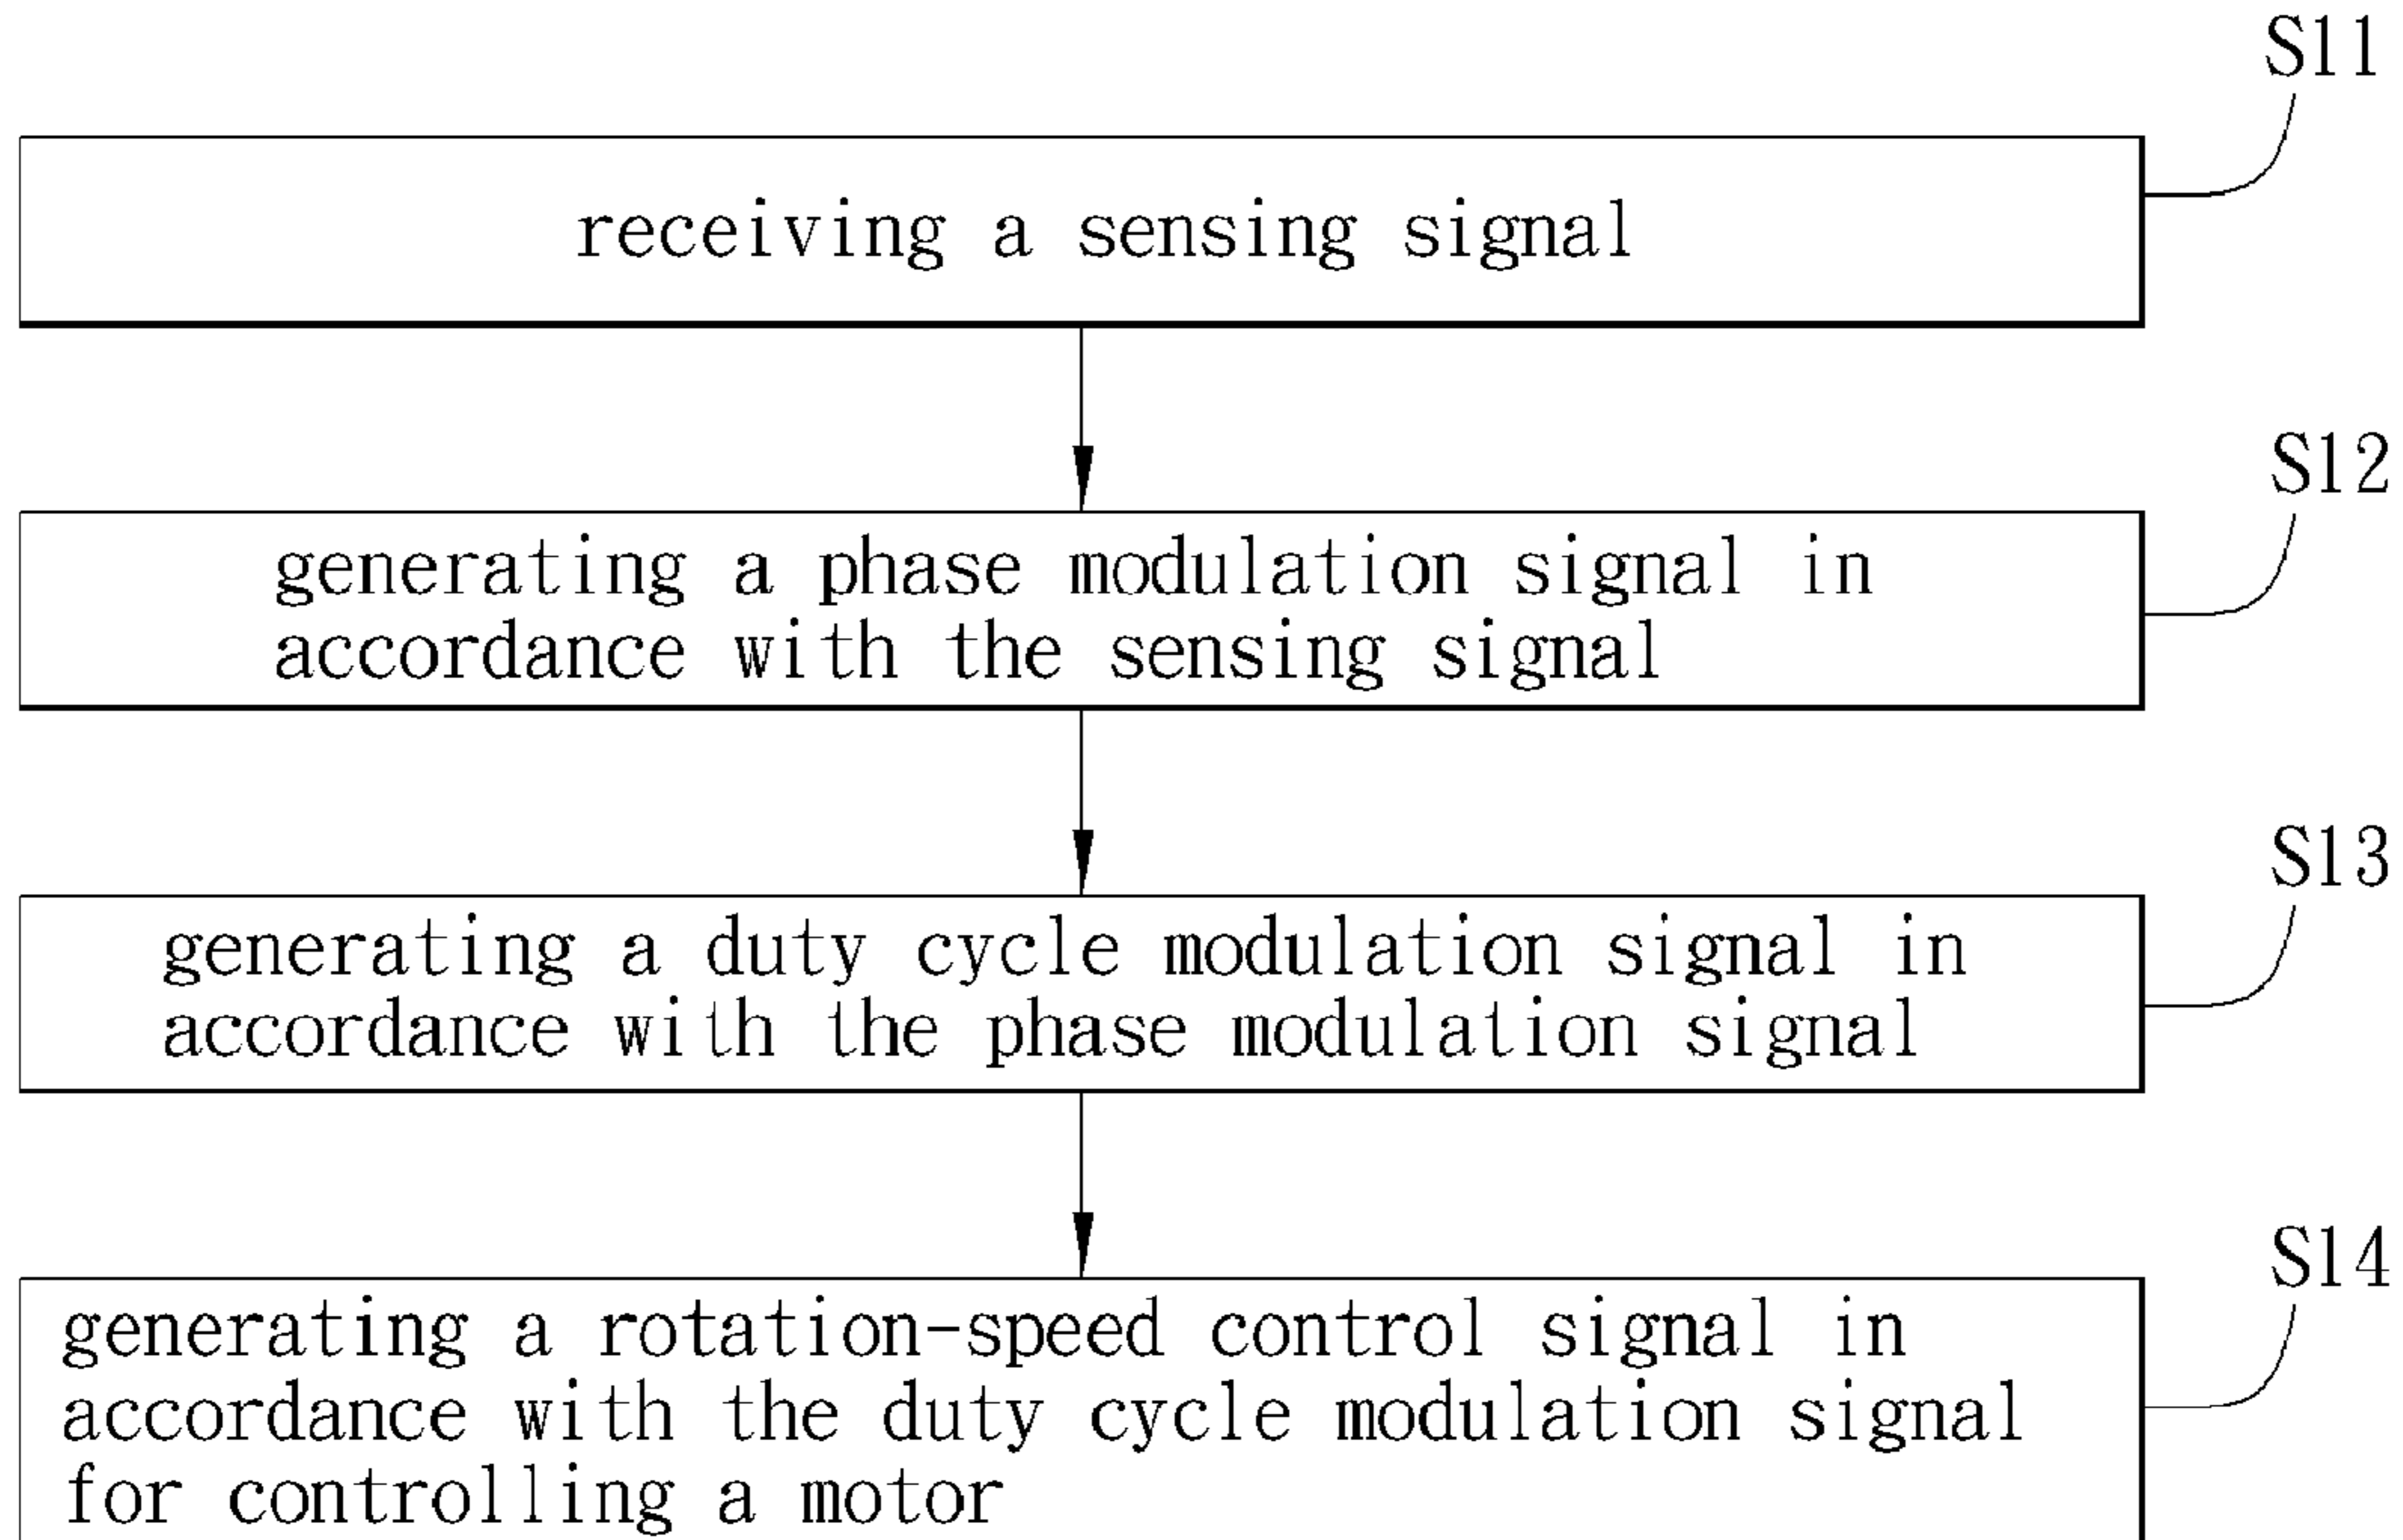 S11
receiving a sensing signal
S12
generating a phase modulation signal in
accordance with the sensing signal
S13
generating a duty cycle modulation signal in
accordance with the phase modulation signal
S14
generating a rotation-speed control signal in
accordance with the duty cycle modulation signal
for controlling a motor